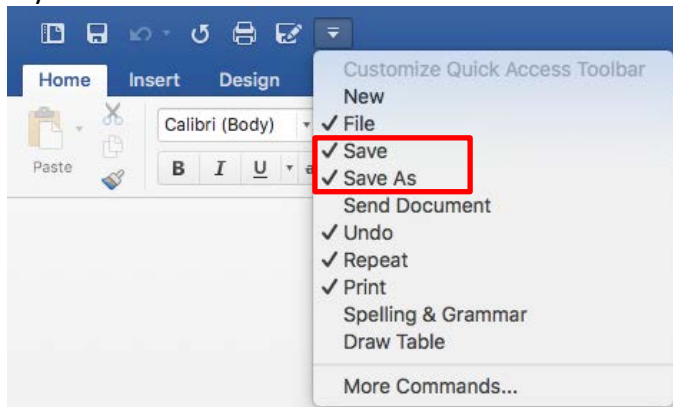 Home Insert Design
Customize Quick Access Toolbar
New
✓ File
✓ Save
✓ Save As
Send Document
✓ Undo
✓ Repeat
✓ Print
Spelling & Grammar
Draw Table
More Commands...
Calibri (Body)
Paste
B I U